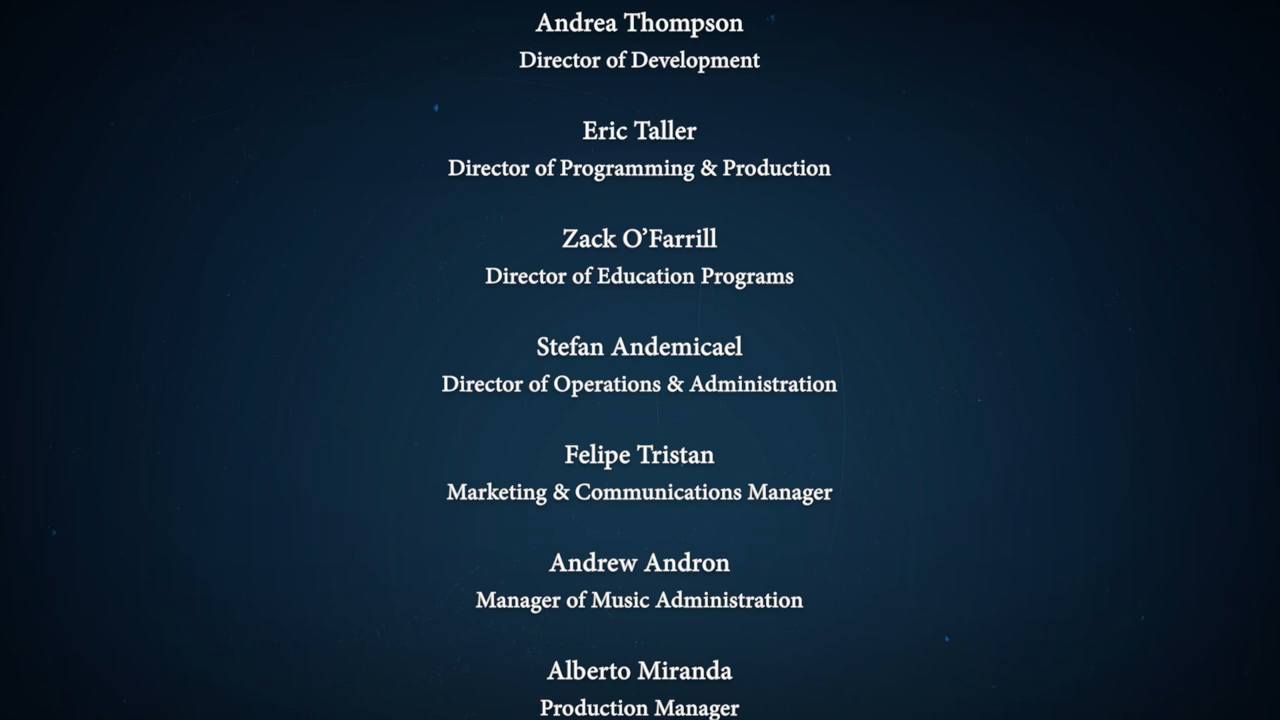 Andrea Thompson
Director of Development
Eric Taller
Director of Programming & Production
Zack O’Farrill
Director of Education Programs
Stefan Andemicael
Director of Operations & Administration
Felipe Tristan
Marketing & Communications Manager
Andrew Andron
Manager of Music Administration
Alberto Miranda
Production Manager